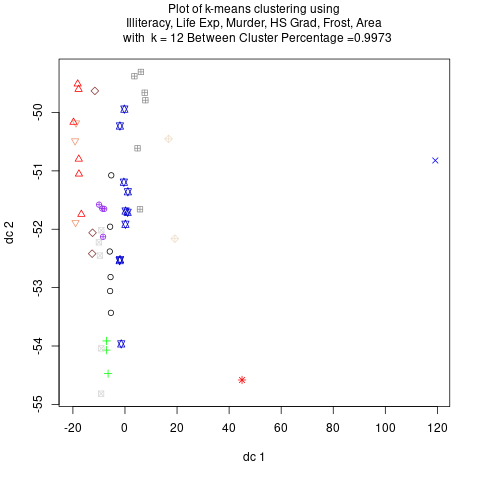 Plot of k-means clustering using
Illiteracy, Life Exp, Murder, HS Grad, Frost, Area
with k = 12 Between Cluster Percentage =0.9973
dc 2
-50
-51
-52
-53
-54
-55
-20 0 20 40 60 80 100 120
dc 1